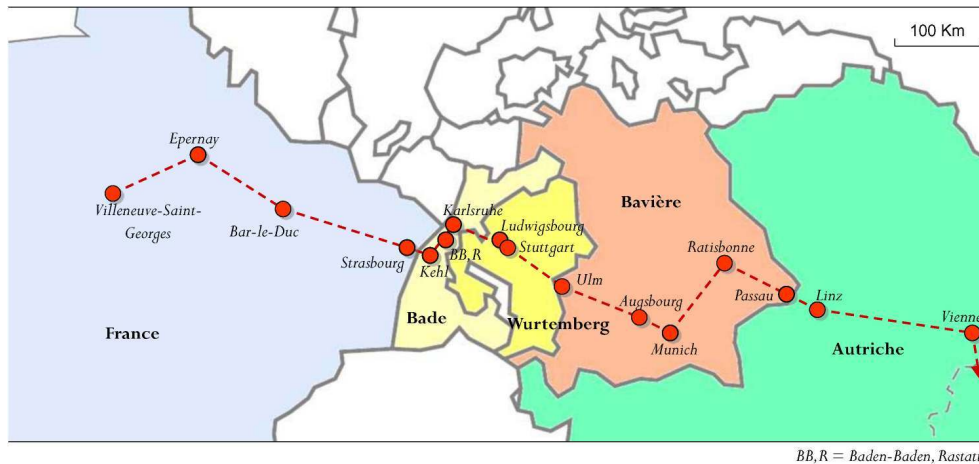 100 Km
Epernay
Villeneuve-Saint-
Georges
Bar-le-Duc
Strasbourg
Kehl
BB,R
Karlsruhe
Ludwigsbourg
Stuttgart
Ulm
Augsbourg
Munich
Ratisbonne
Passau
Linz
Vienne
France
Bade
Wurtemberg
Bavière
Autriche
BB,R = Baden-Baden, Rastatt